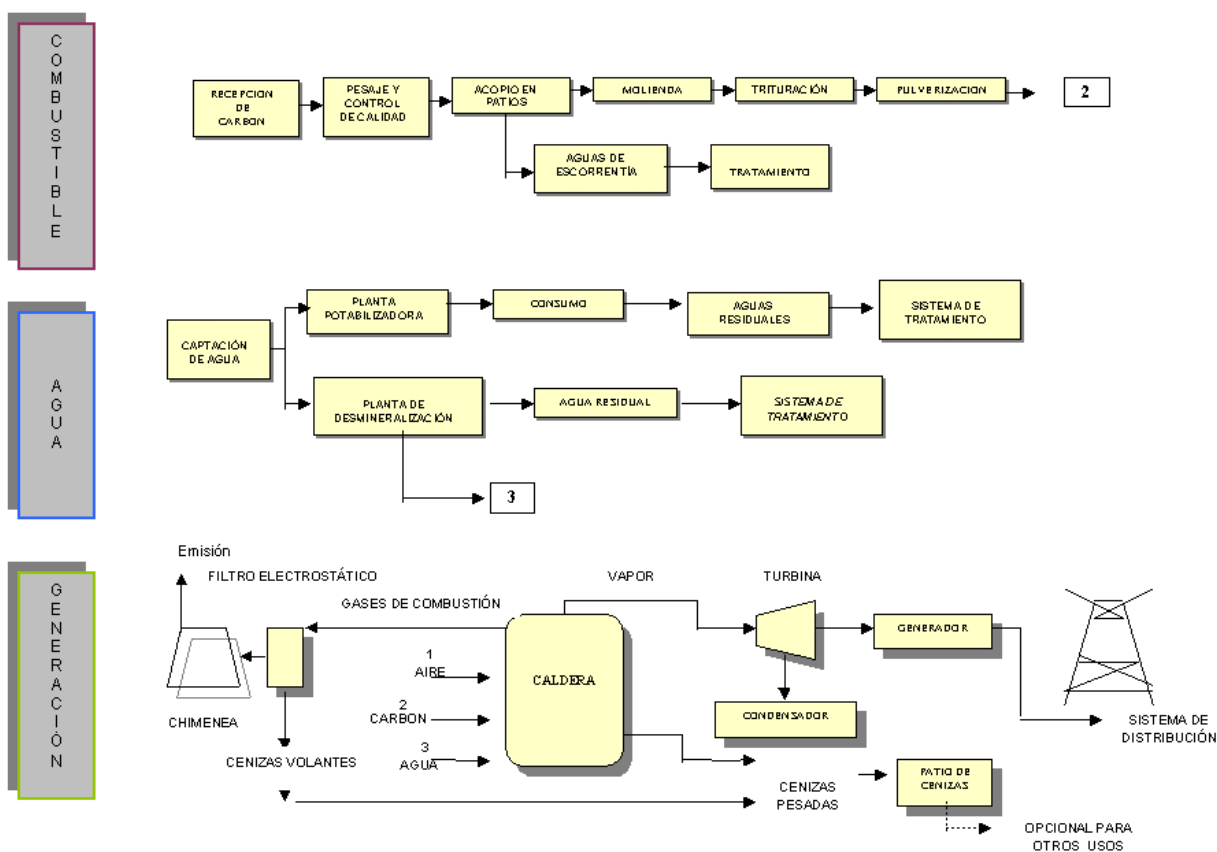 COMBUSTIBLE
RECEPCION
DE
CARBON
PESAJE Y
CONTROL
DE CALIDAD
ACOPIO EN
PATIOS
MOLIENDA
TRITURACIÓN
PULVERIZACION
2
AGUAS DE
ESCORRENTÍA
TRATAMIENTO
AGUA
CAPTACIÓN
DE AGUA
PLANTA
POTABILIZADORA
CONSUMO
AGUAS
RESIDUALES
SISTEMA DE
TRATAMIENTO
PLANTA DE
DESMINERALIZACIÓN
AGUA RESIDUAL
SISTEMA DE
TRATAMIENTO
3
GENERACIÓN
Emisión
FILTRO ELECTROSTÁTICO
GASES DE COMBUSTIÓN
VAPOR
TURBINA
GENERADOR
1
AIRE
2
CARBON
3
AGUA
CALDERA
CONDENSADOR
CHIMENEA
CENIZAS VOLANTES
SISTEMA DE
DISTRIBUCIÓN
CENIZAS
PESADAS
PATIO DE
CENIZAS
OPCIONAL PARA
OTROS USOS